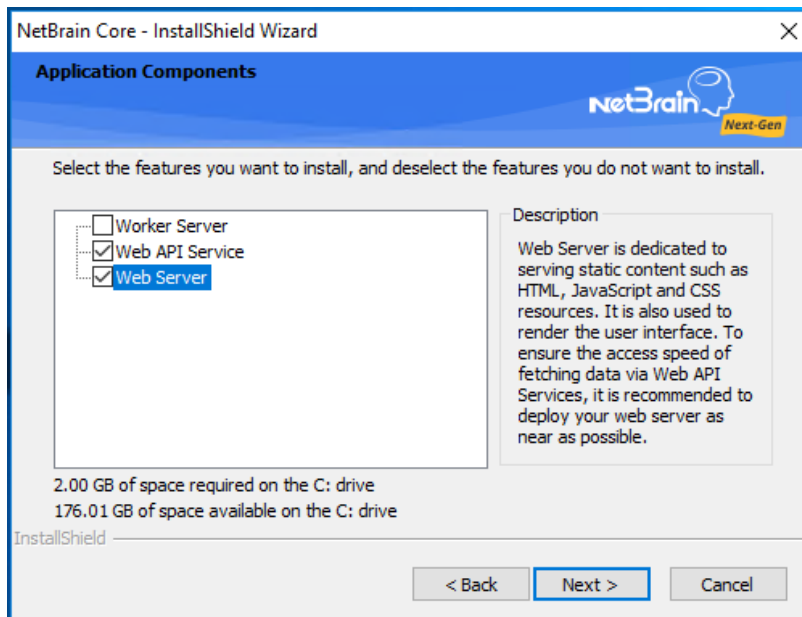 NetBrain Core - InstallShield Wizard
Application Components
NetBrain
Next-Gen
Select the features you want to install, and deselect the features you do not want to install.
Worker Server
Web API Service
Web Server
Description
Web Server is dedicated to
serving static content such as
HTML, JavaScript and CSS
resources. It is also used to
render the user interface. To
ensure the access speed of
fetching data via Web API
Services, it is recommended to
deploy your web server as
near as possible.
2.00 GB of space required on the C: drive
176.01 GB of space available on the C: drive
InstallShield
< Back
Next >
Cancel